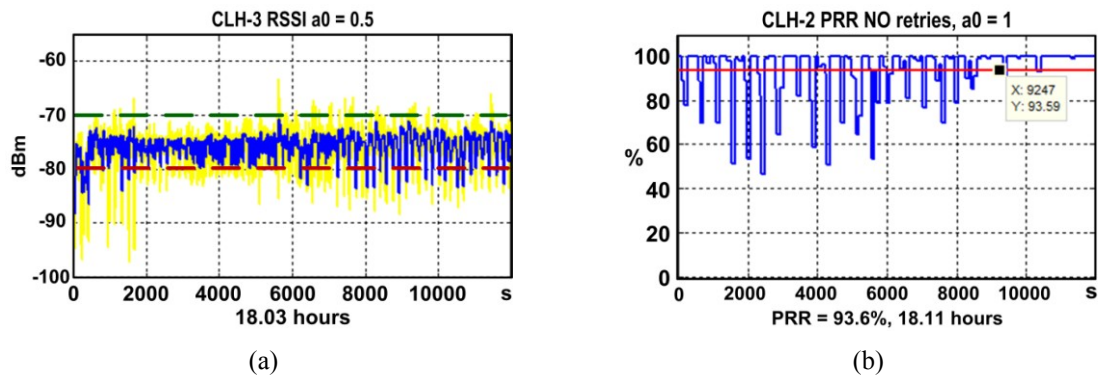 CLH-3 RSSI a0 = 0.5
dBm
-60
-70
-80
-90
-100
0 2000 4000 6000 8000 10000 s
18.03 hours
(a)
CLH-2 PRR NO retries, a0 = 1
%
100
80
60
40
20
0
X: 9247
Y: 93.59
0 2000 4000 6000 8000 10000 s
PRR = 93.6%, 18.11 hours
(b)